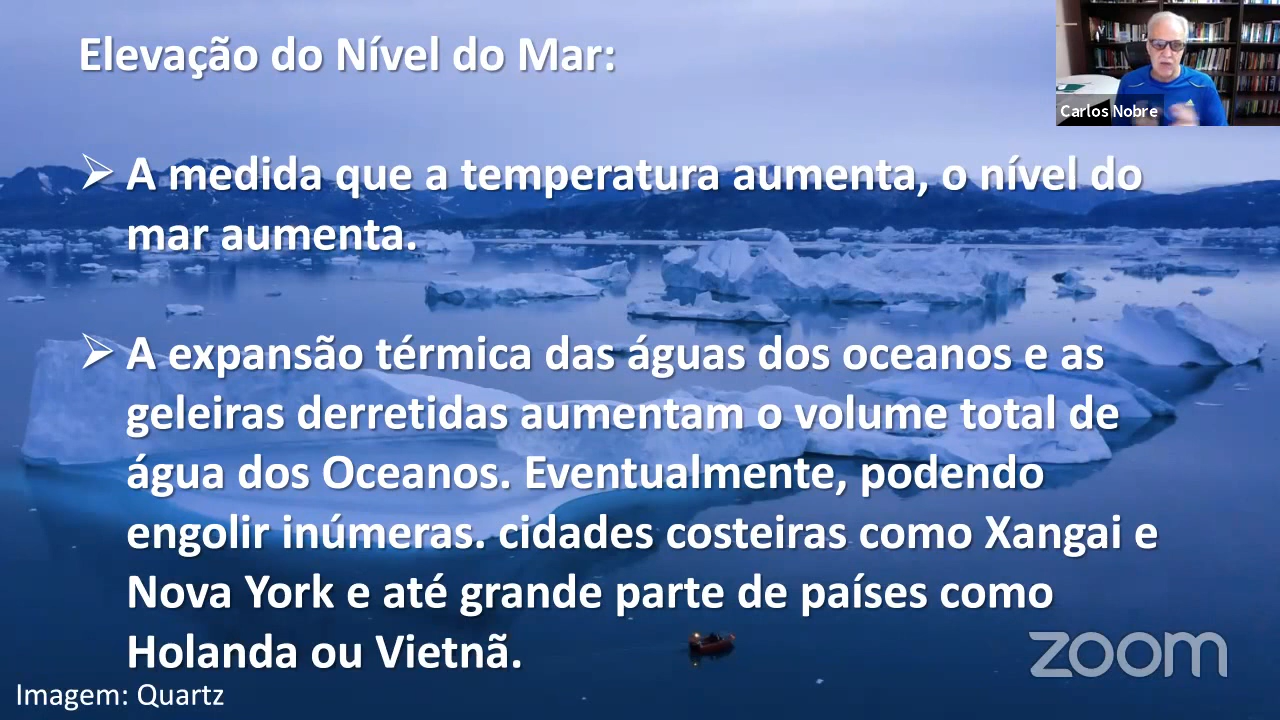 Elevação do Nível do Mar:
Carlos Nobre
➢ A medida que a temperatura aumenta, o nível do
mar aumenta.
➢ A expansão térmica das águas dos oceanos e as
geleiras derretidas aumentam o volume total de
água dos Oceanos. Eventualmente, podendo
engolir inúmeras. cidades costeiras como Xangai e
Nova York e até grande parte de países como
Holanda ou Vietnã.
zoom
Imagem: Quartz